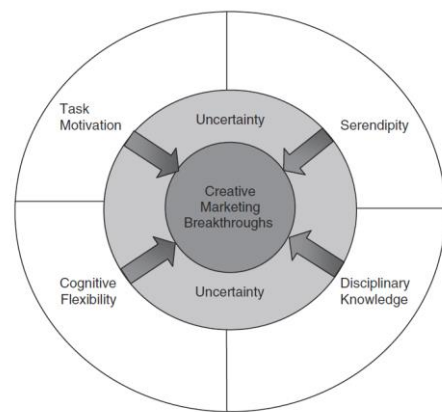 Task
Motivation
Uncertainty
Serendipity
Creative
Marketing
Breakthroughs
Cognitive
Flexibility
Uncertainty
Disciplinary
Knowledge